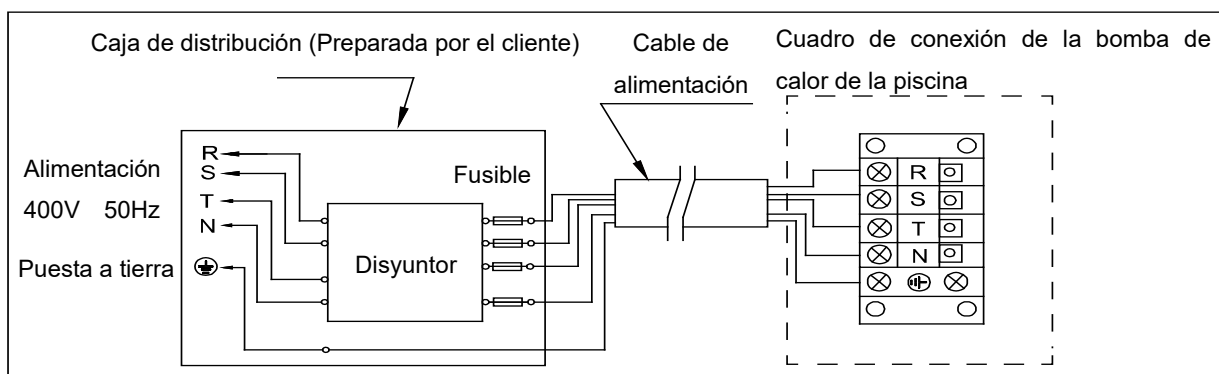 Caja de distribución (Preparada por el cliente)
Cable de
alimentación
Cuadro de conexión de la bomba de
calor de la piscina
Alimentación
400V 50Hz
Puesta a tierra
R
S
T
N
Fusible
Disyuntor
R
S
T
N